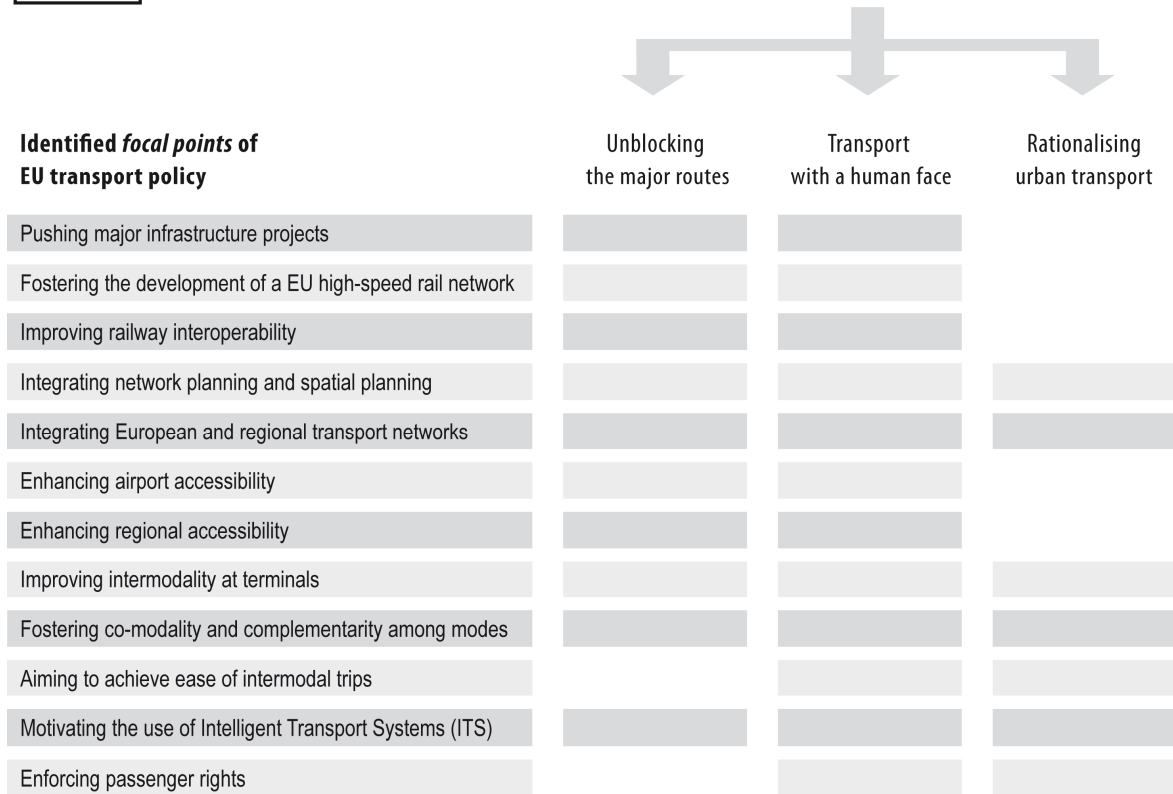 Identified focal points of
EU transport policy
Unblocking
the major routes
Transport
with a human face
Rationalising
urban transport
Pushing major infrastructure projects
Fostering the development of a EU high-speed rail network
Improving railway interoperability
Integrating network planning and spatial planning
Integrating European and regional transport networks
Enhancing airport accessibility
Enhancing regional accessibility
Improving intermodality at terminals
Fostering co-modality and complementarity among modes
Aiming to achieve ease of intermodal trips
Motivating the use of Intelligent Transport Systems (ITS)
Enforcing passenger rights